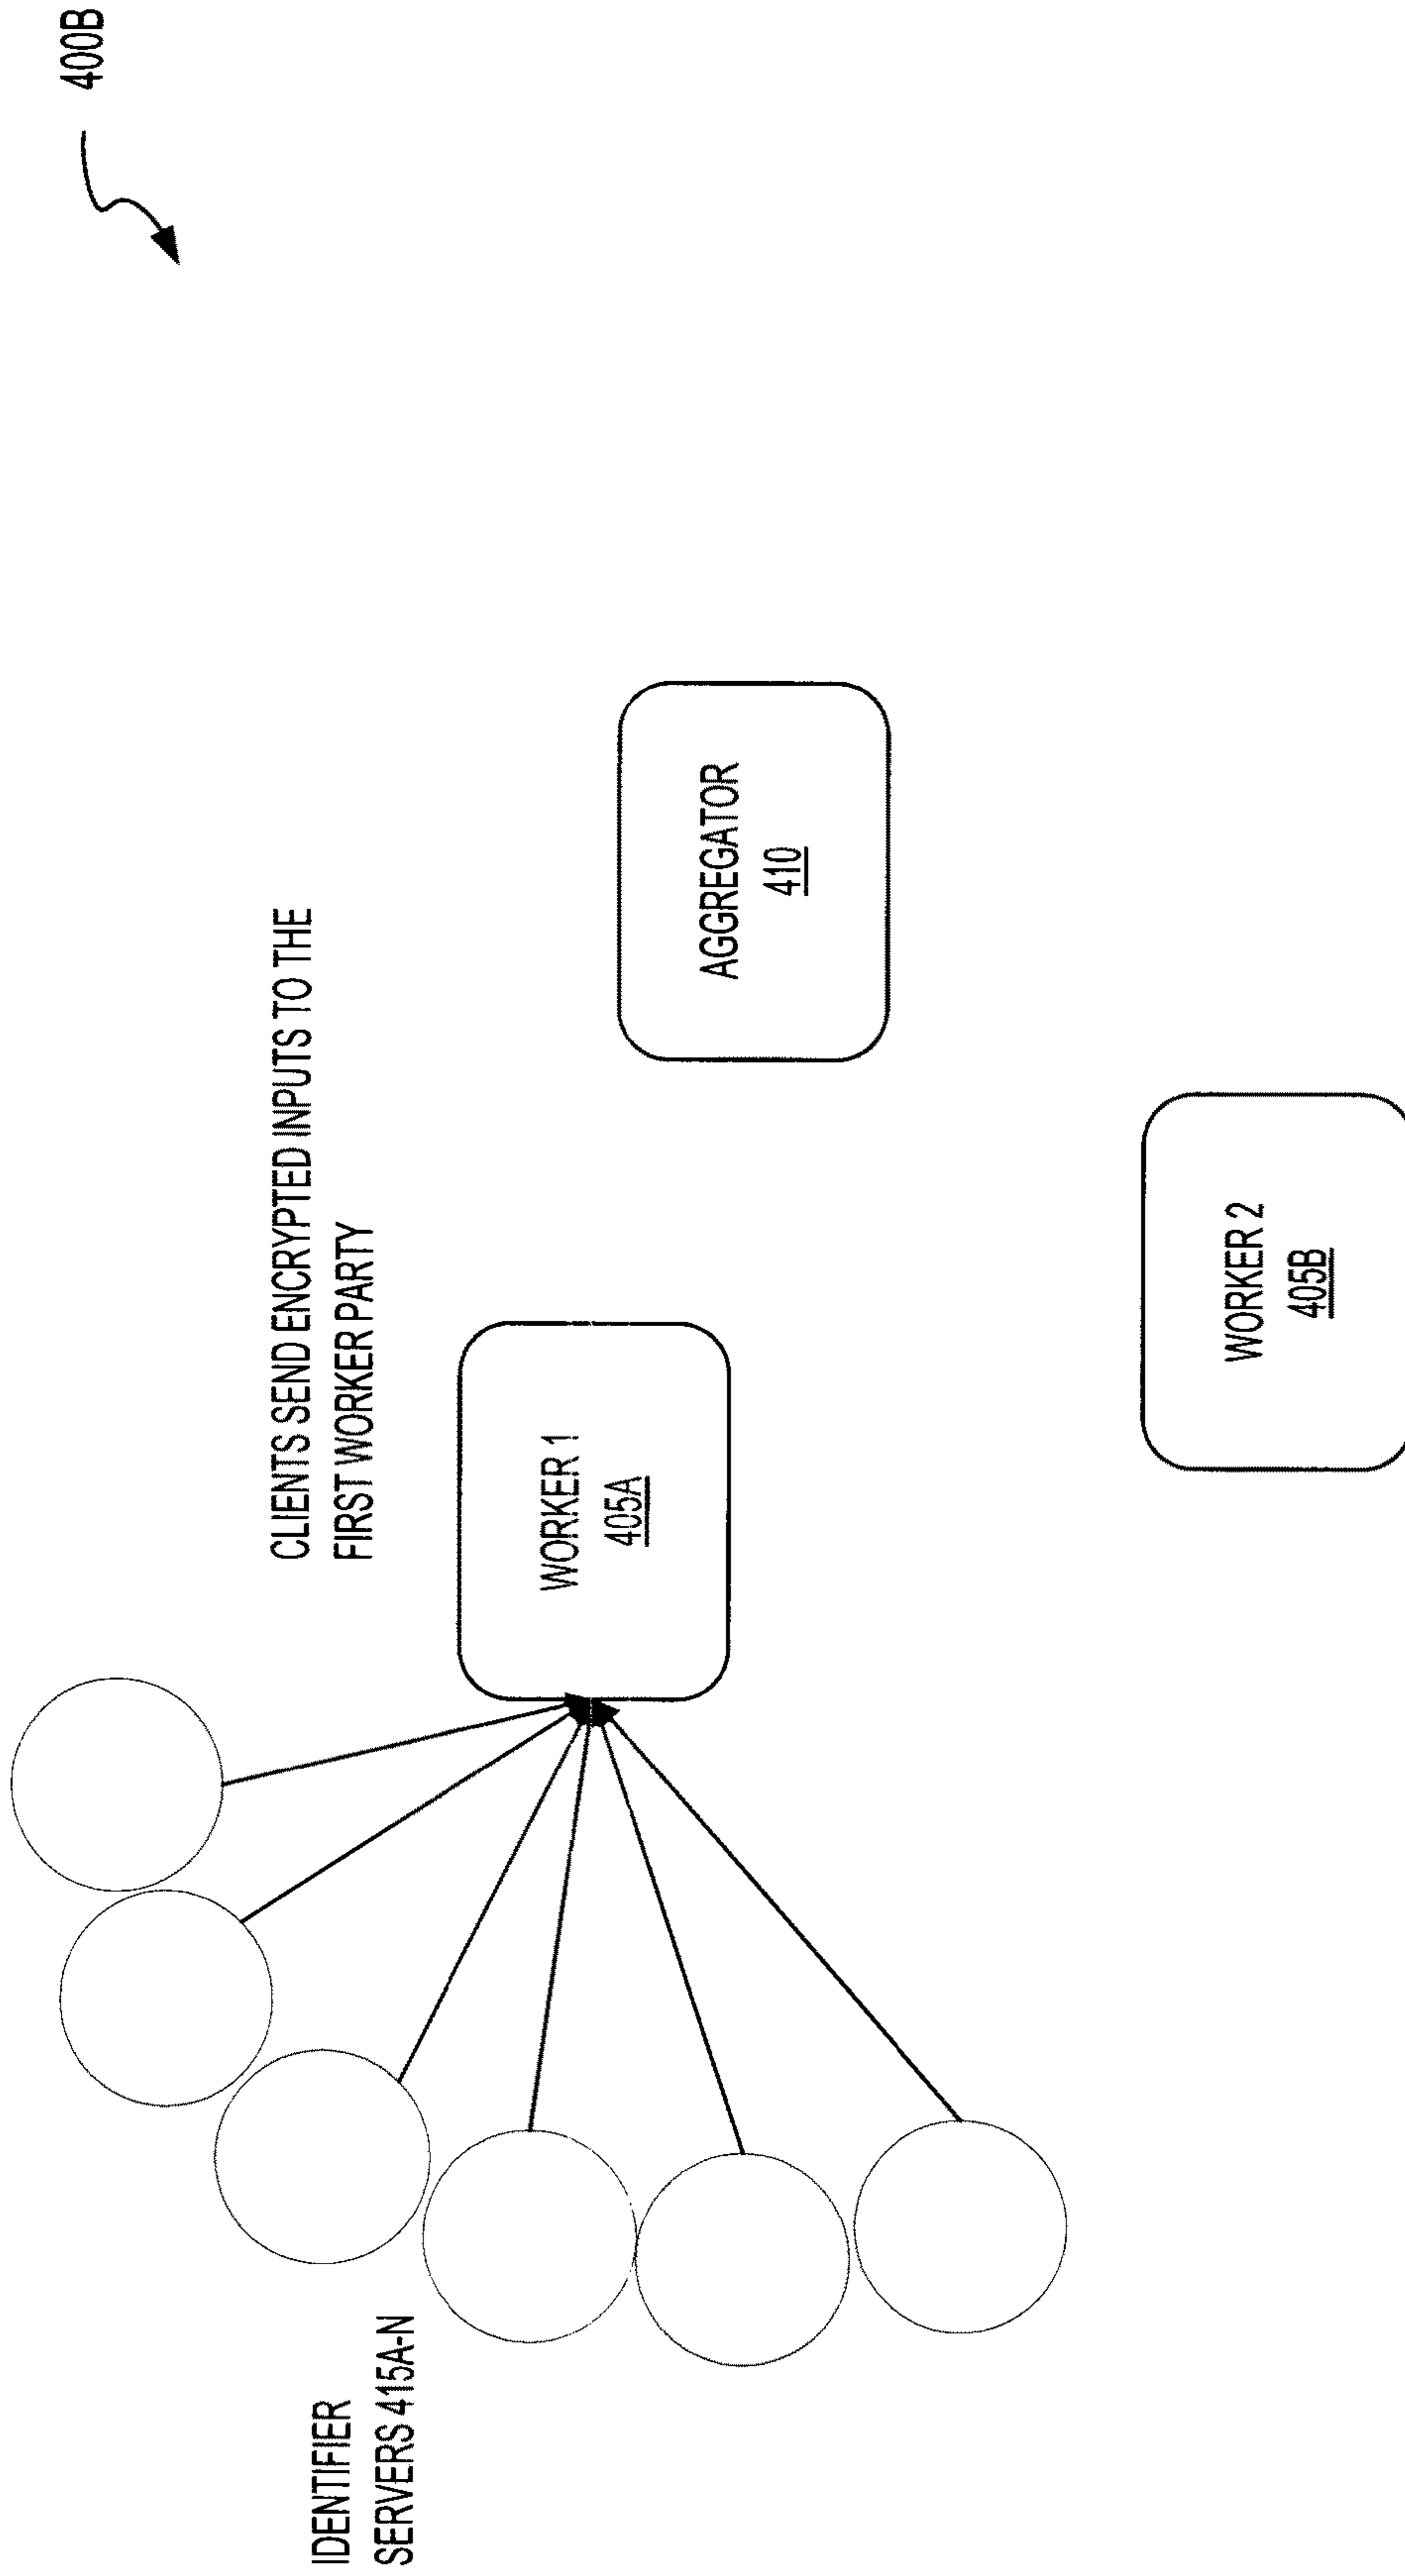 400B
CLIENTS SEND ENCRYPTED INPUTS TO THE
FIRST WORKER PARTY
IDENTIFIER
SERVERS 415A-N
WORKER 1
405A
AGGREGATOR
410
WORKER 2
405B